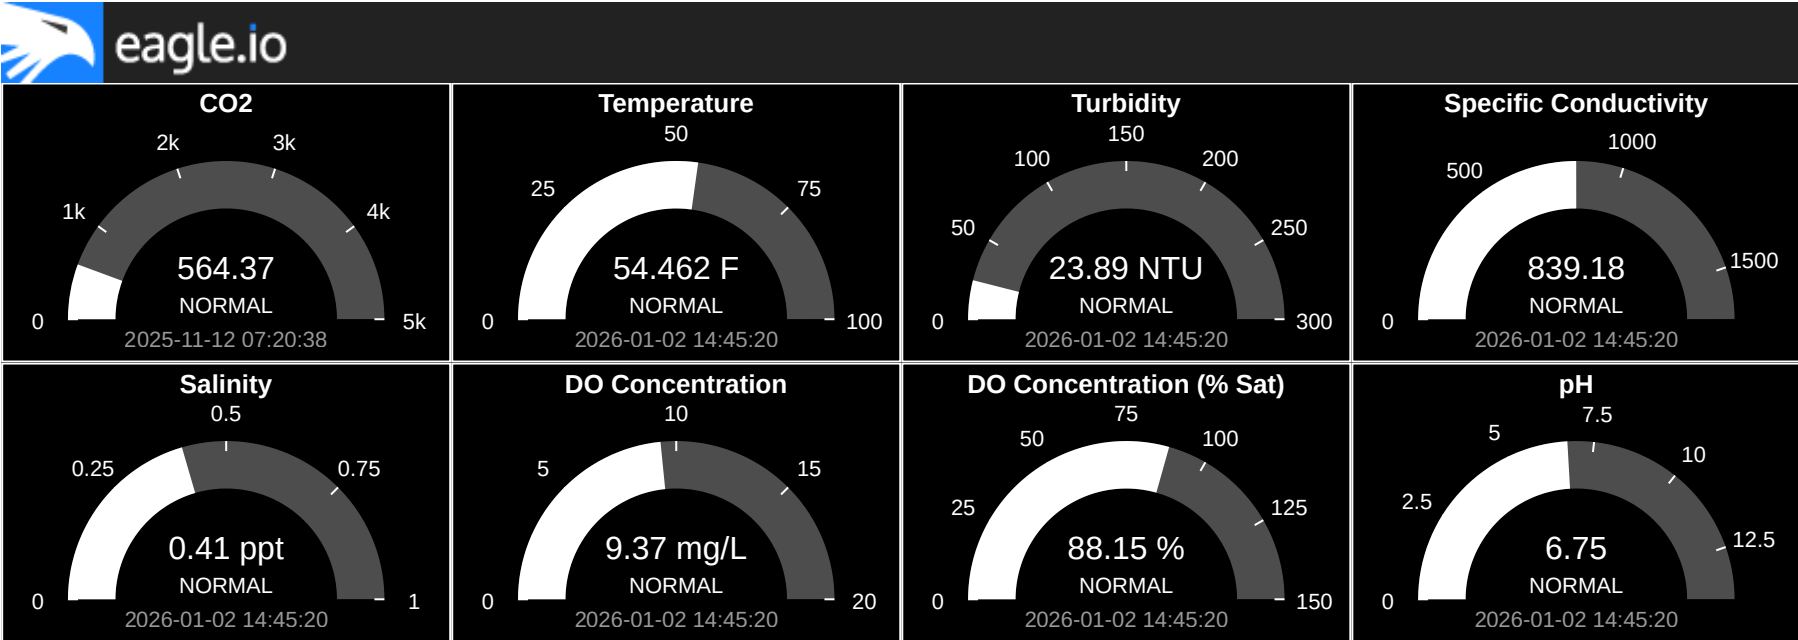 eagle.io
CO2
2k
3k
1k
4k
564.37
NORMAL
0
5k
2025-11-12 07:20:38
Temperature
50
25
75
54.462 F
NORMAL
0
100
2026-01-02 14:45:20
Turbidity
150
100
200
50
250
23.89 NTU
NORMAL
0
300
2026-01-02 14:45:20
Specific Conductivity
1000
500
1500
839.18
NORMAL
0
2026-01-02 14:45:20
Salinity
0.5
0.25
0.75
0.41 ppt
NORMAL
0
1
2026-01-02 14:45:20
DO Concentration
10
5
15
9.37 mg/L
NORMAL
0
20
2026-01-02 14:45:20
DO Concentration (% Sat)
75
50
100
25
125
88.15 %
NORMAL
0
150
2026-01-02 14:45:20
pH
7.5
5
10
2.5
12.5
6.75
NORMAL
0
2026-01-02 14:45:20